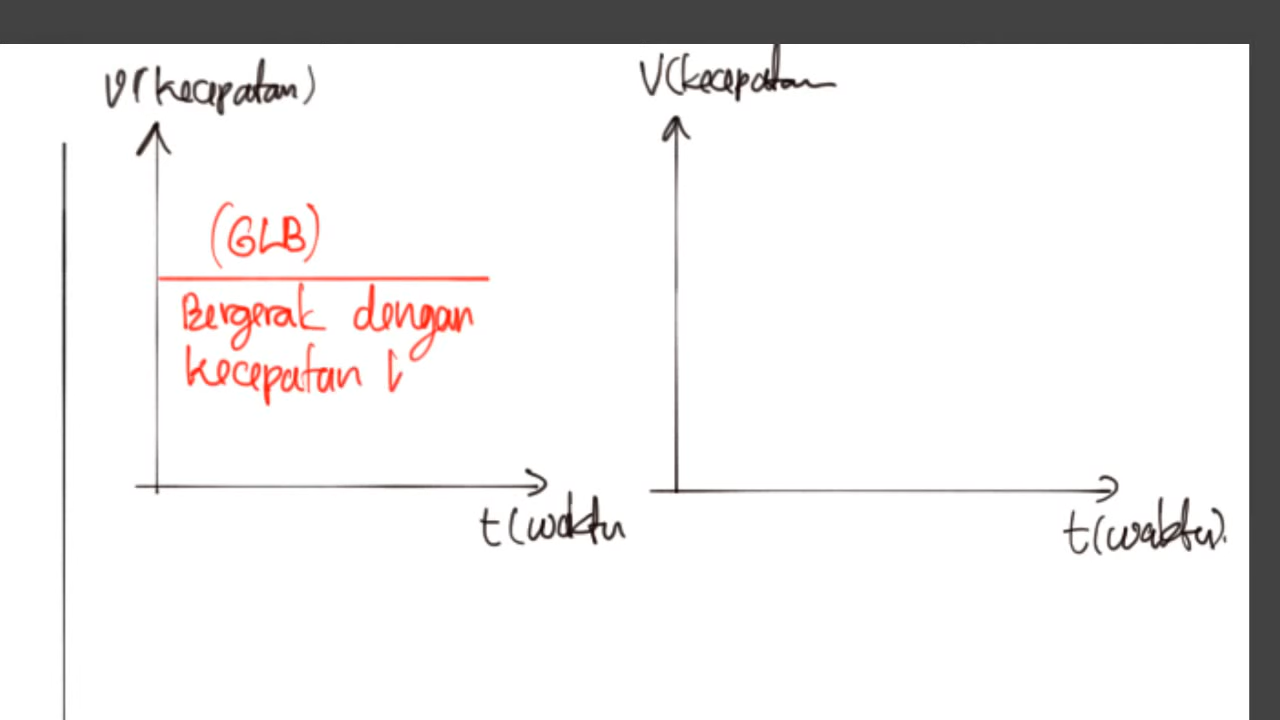 v(kecepatan)
V(kecepatan
(GLB)
Bergerak dengan
kecepatan
t(waktu
t(waktu).